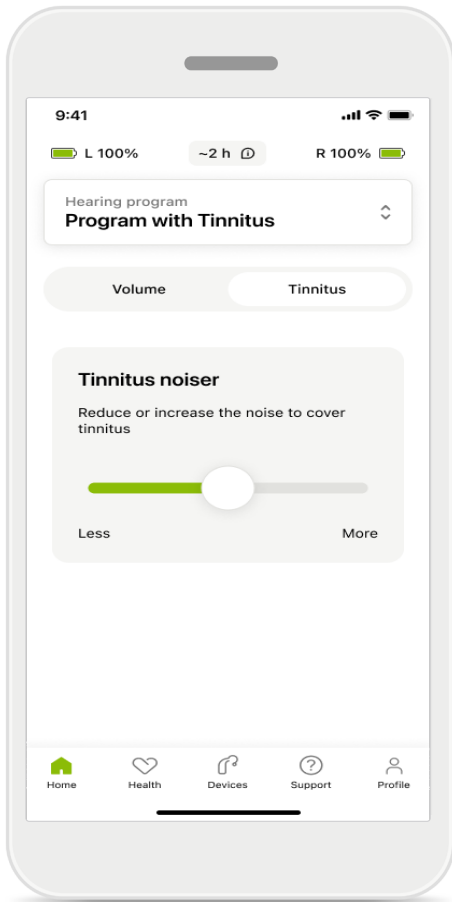 9:41
L 100%
~2 h
R 100%
Hearing program
Program with Tinnitus
Volume
Tinnitus
Tinnitus noiser
Reduce or increase the noise to cover
tinnitus
Less
More
Home
Health
Devices
Support
Profile